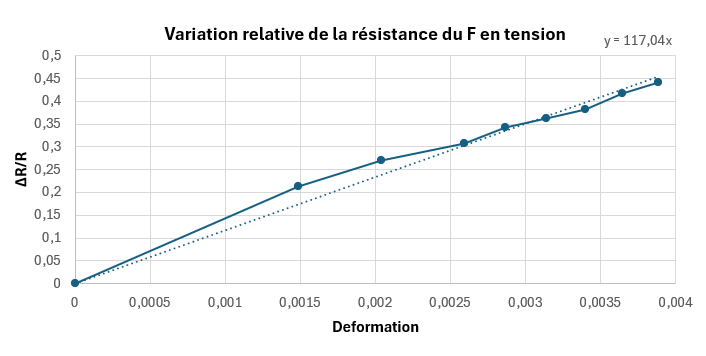 Variation relative de la résistance du F en tension
y = 117,04x
0,5
0,45
0,4
0,35
0,3
0,25
0,2
0,15
0,1
0,05
0
ΔR/R
0 0,0005 0,001 0,0015 0,002 0,0025 0,003 0,0035 0,004
Deformation